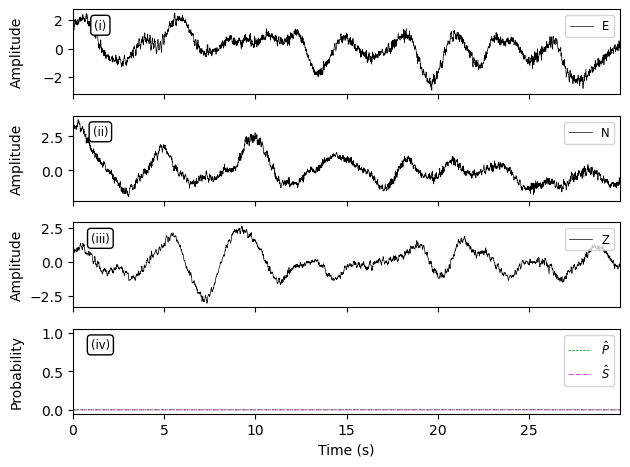 Amplitude
2
0
−2
(i)
E
Amplitude
2.5
0.0
(ii)
N
Amplitude
2.5
0.0
−2.5
(iii)
Z
Probability
1.0
0.5
0.0
(iv)
P̂
Ŝ
0 5 10 15 20 25
Time (s)